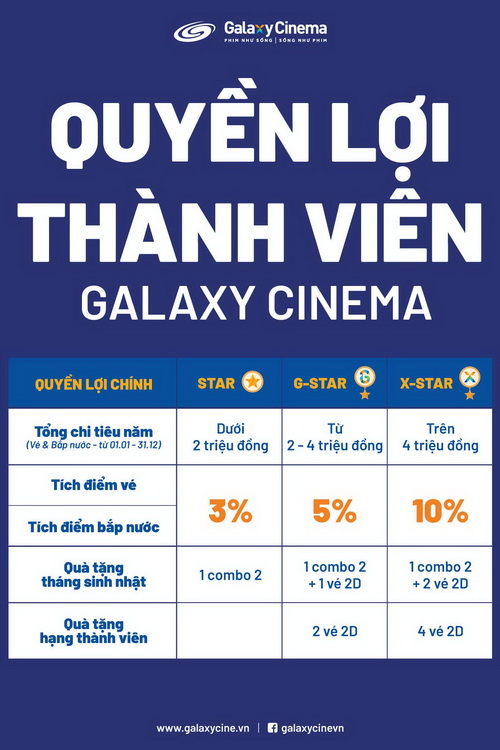 Galaxy Cinema
PHIM NHƯ SỐNG | SỐNG NHƯ PHIM
QUYỀN LỢI
THÀNH VIÊN
GALAXY CINEMA
QUYỀN LỢI CHÍNH
STAR
G-STAR G
X-STAR X
Tổng chi tiêu năm
(Vé & Bắp nước - từ 01.01 - 31.12)
Dưới
2 triệu đồng
Từ
2 - 4 triệu đồng
Trên
4 triệu đồng
Tích điểm vé
Tích điểm bắp nước
3%
5%
10%
Quà tặng
tháng sinh nhật
1 combo 2
1 combo 2
+ 1 vé 2D
1 combo 2
+ 2 vé 2D
Quà tặng
hạng thành viên
2 vé 2D
4 vé 2D
www.galaxycine.vn | f galaxycinevn